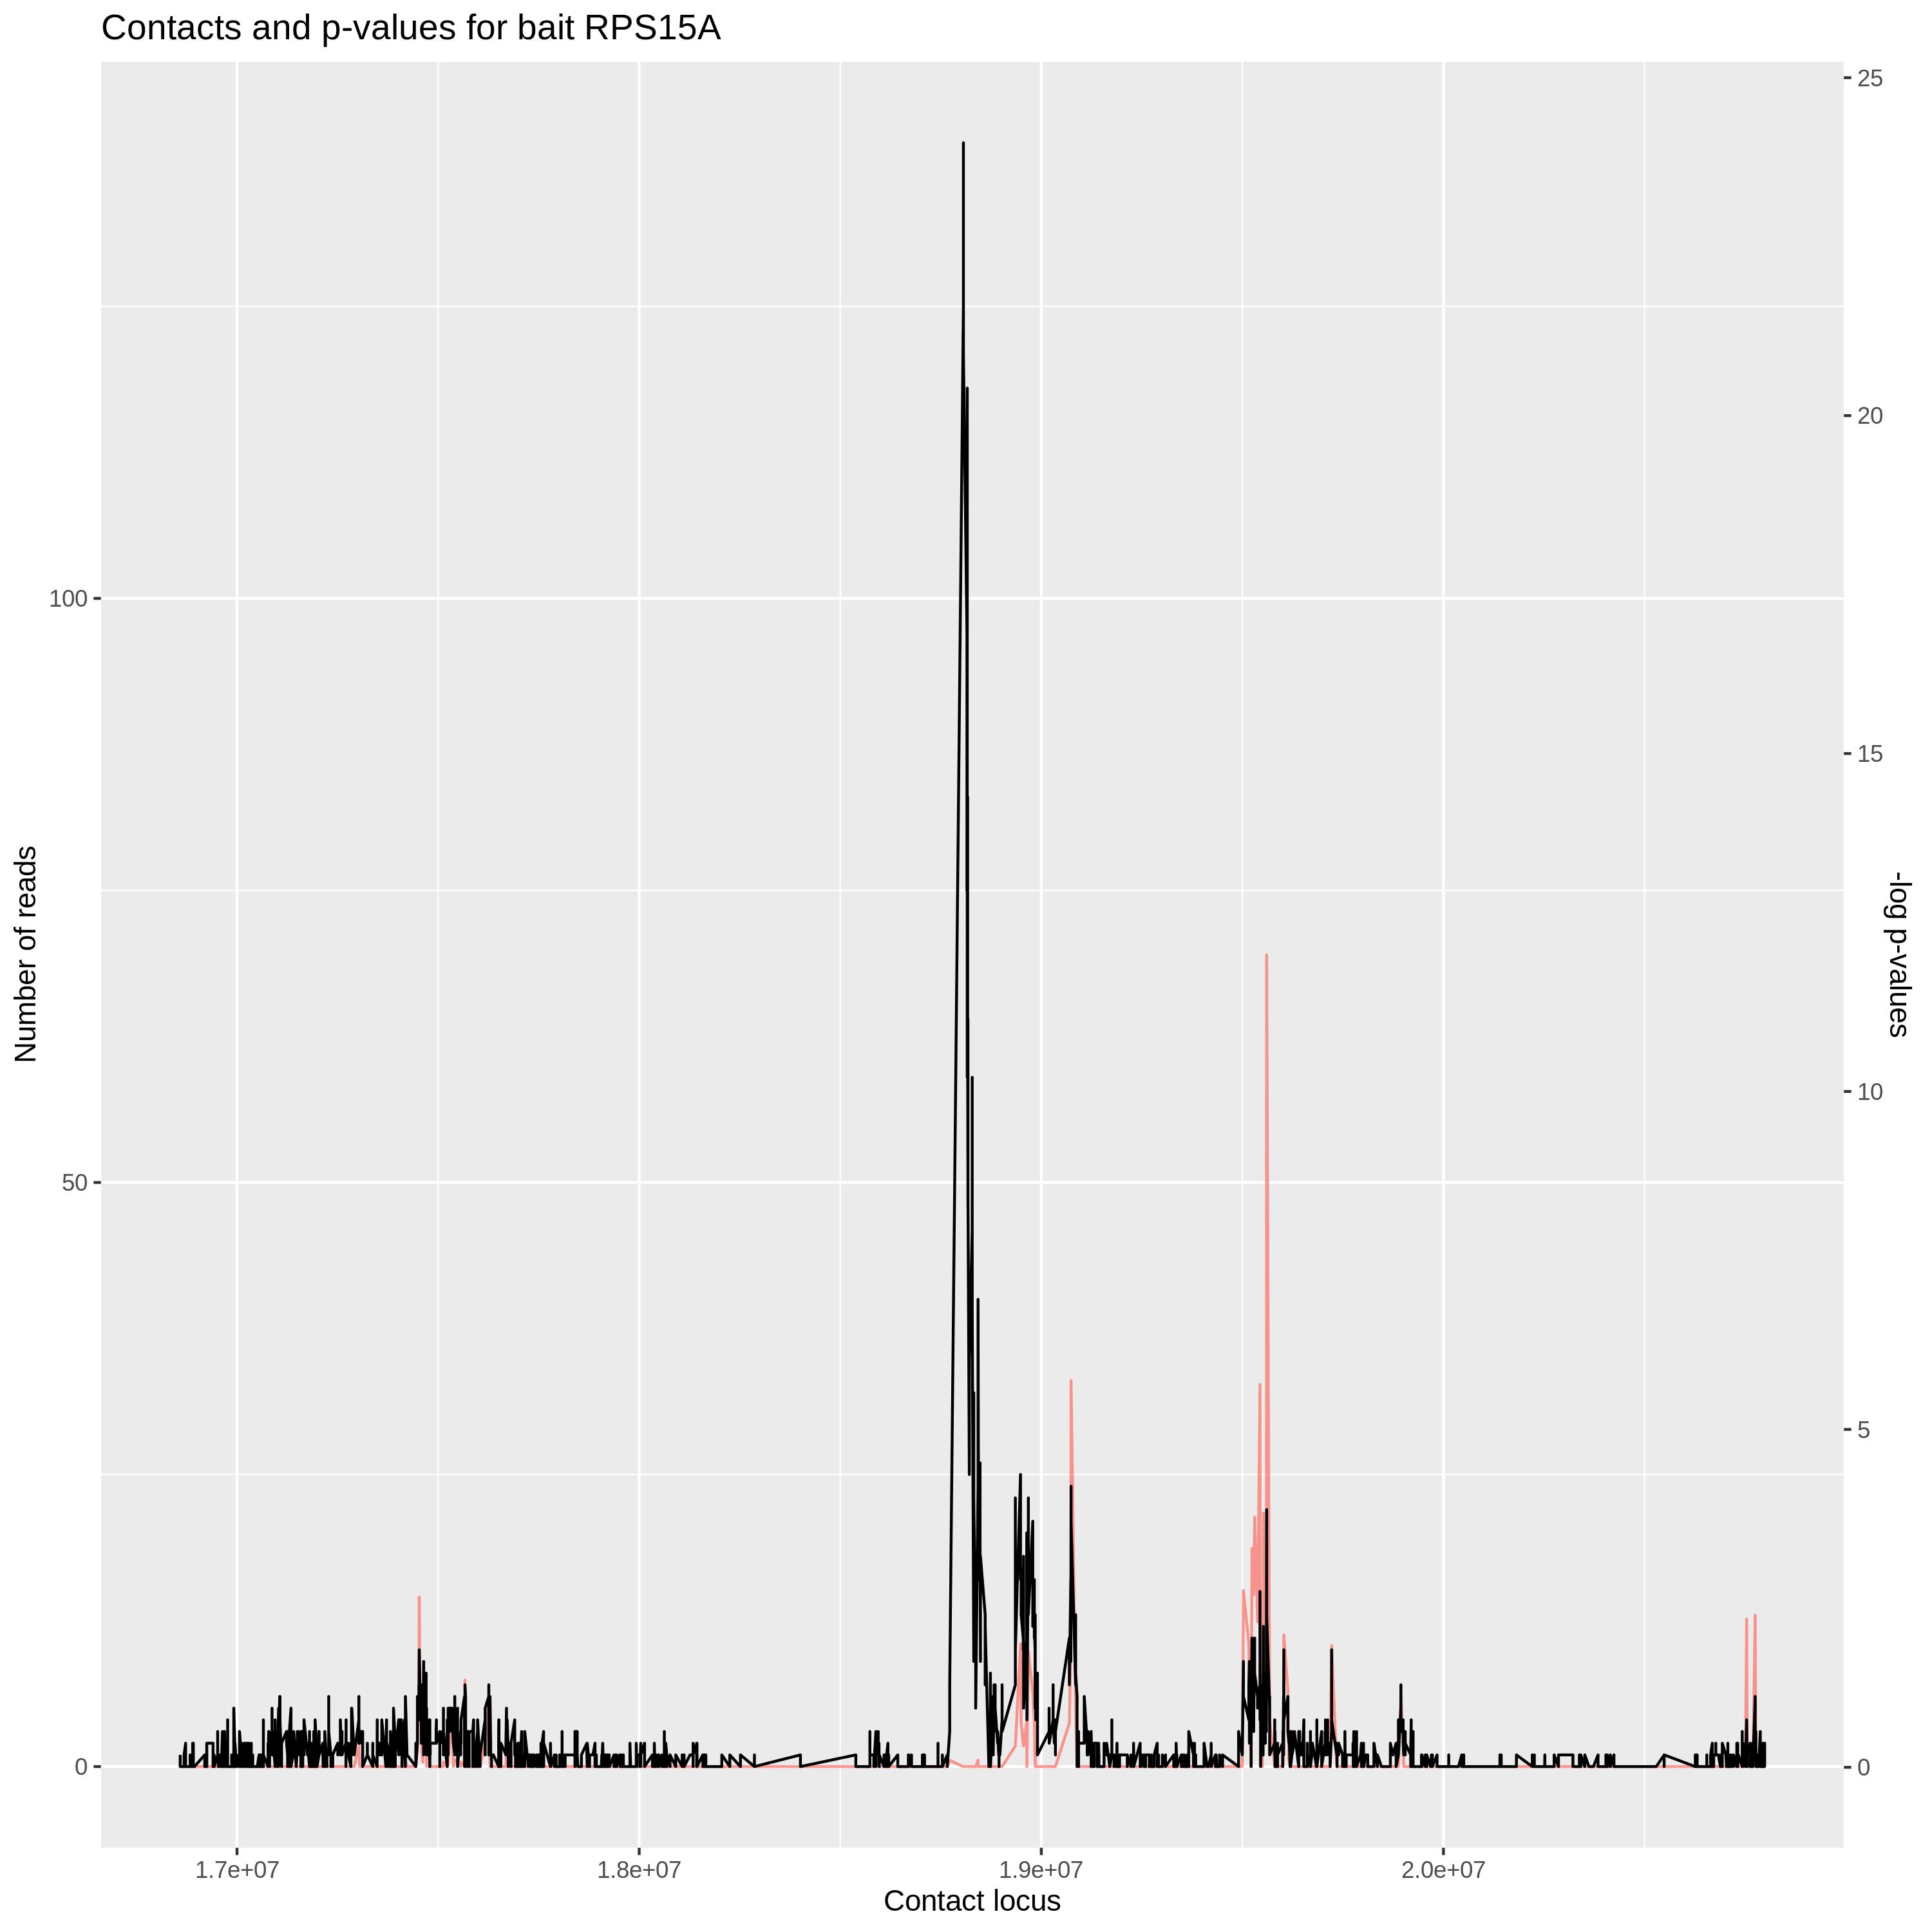 Contacts and p-values for bait RPS15A
Number of reads
100
50
0
25
20
15
10
5
0
-log p-values
1.7e+07
1.8e+07
1.9e+07
2.0e+07
Contact locus